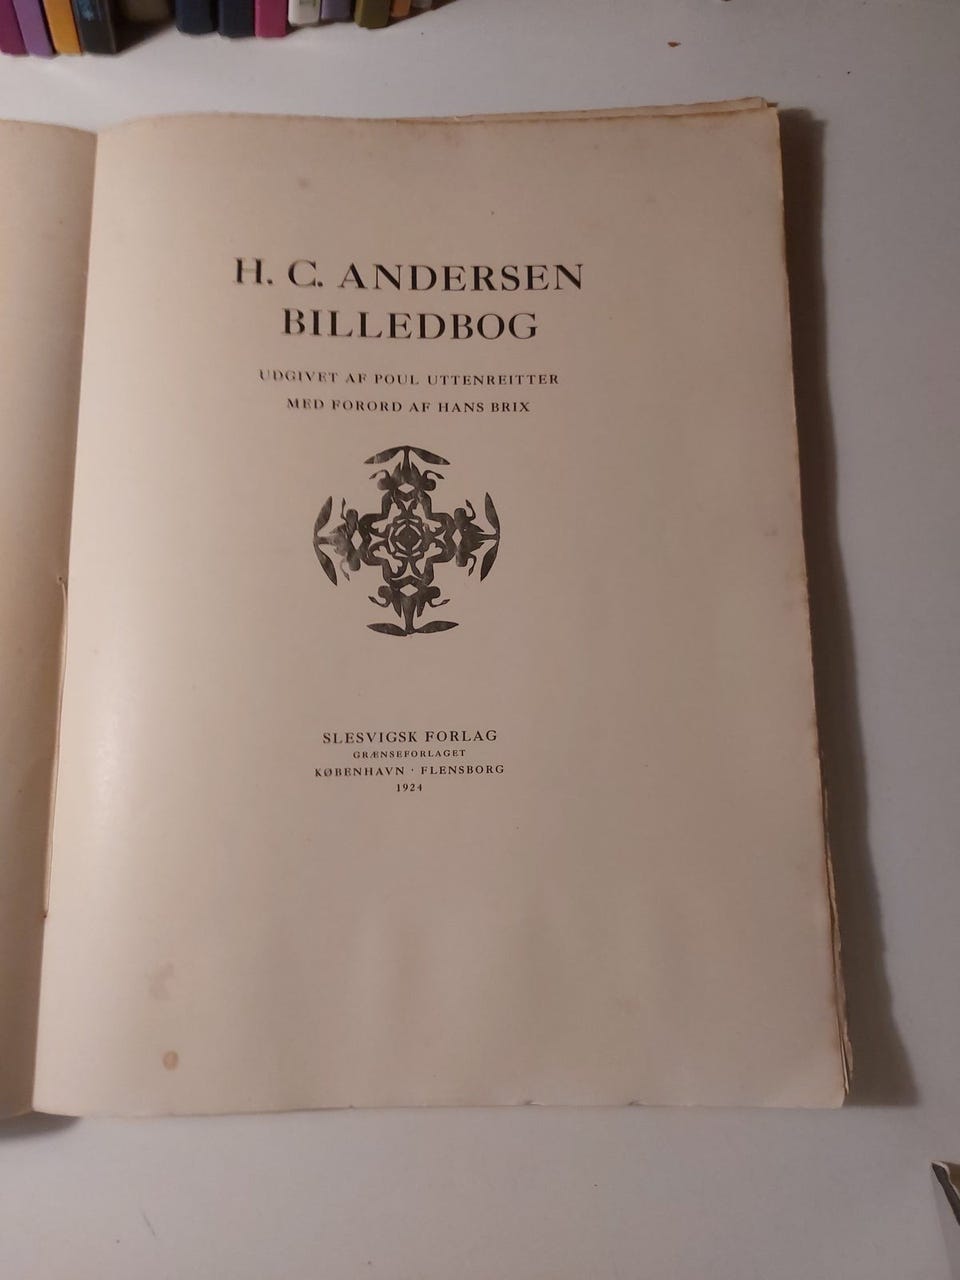 H. C. ANDERSEN
BILLEDBOG
UDGIVET AF POUL UTTENREITTER
MED FORORD AF HANS BRIX
SLESVIGSK FORLAG
GRÆNSEFORLAGET
KØBENHAVN · FLENSBORG
1924